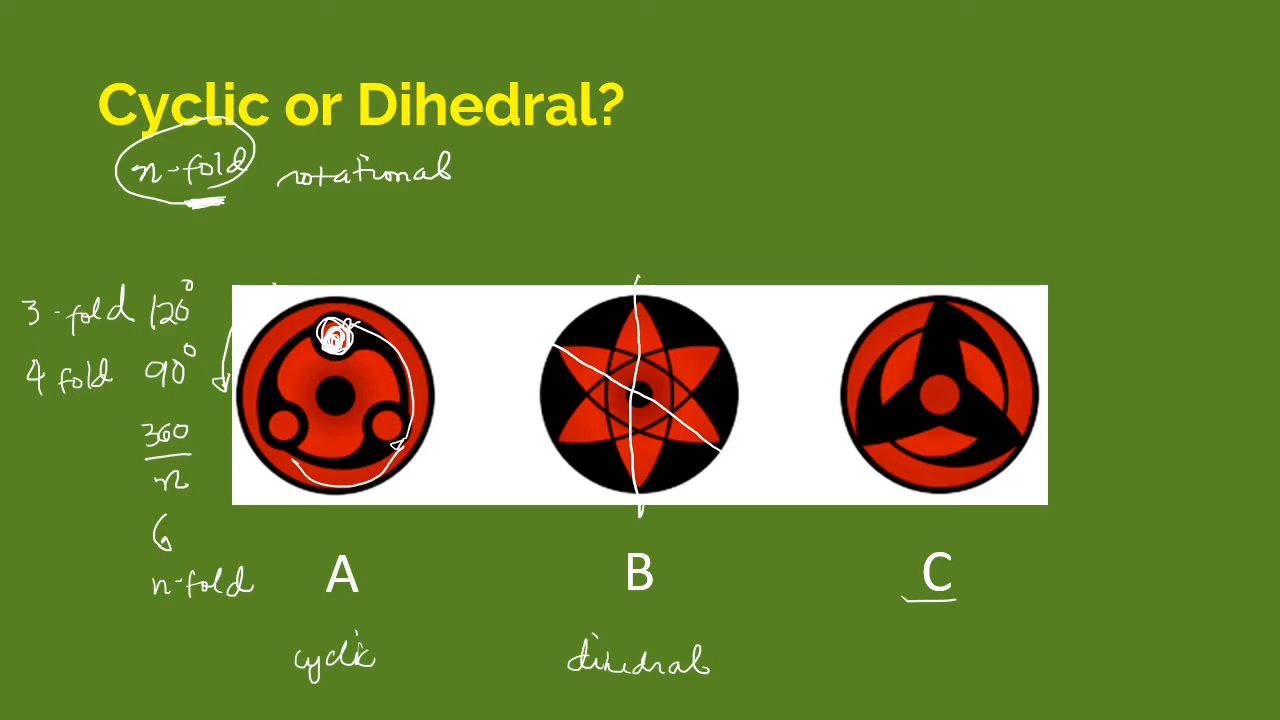 Cyclic or Dihedral?
n-fold rotational
3-fold 120°
4 fold 90°
360
n
6
n-fold
A B C
cyclic dihedral